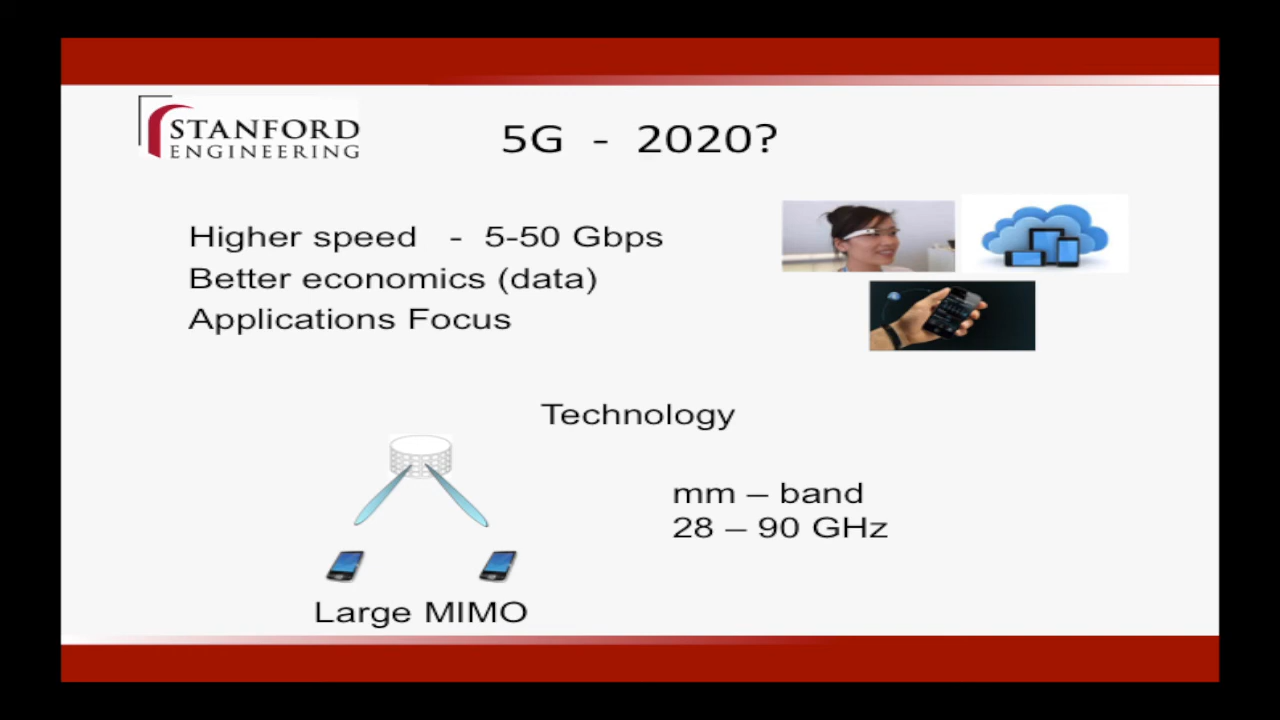 STANFORD
ENGINEERING
5G - 2020?
Higher speed - 5-50 Gbps
Better economics (data)
Applications Focus
Technology
mm – band
28 – 90 GHz
Large MIMO